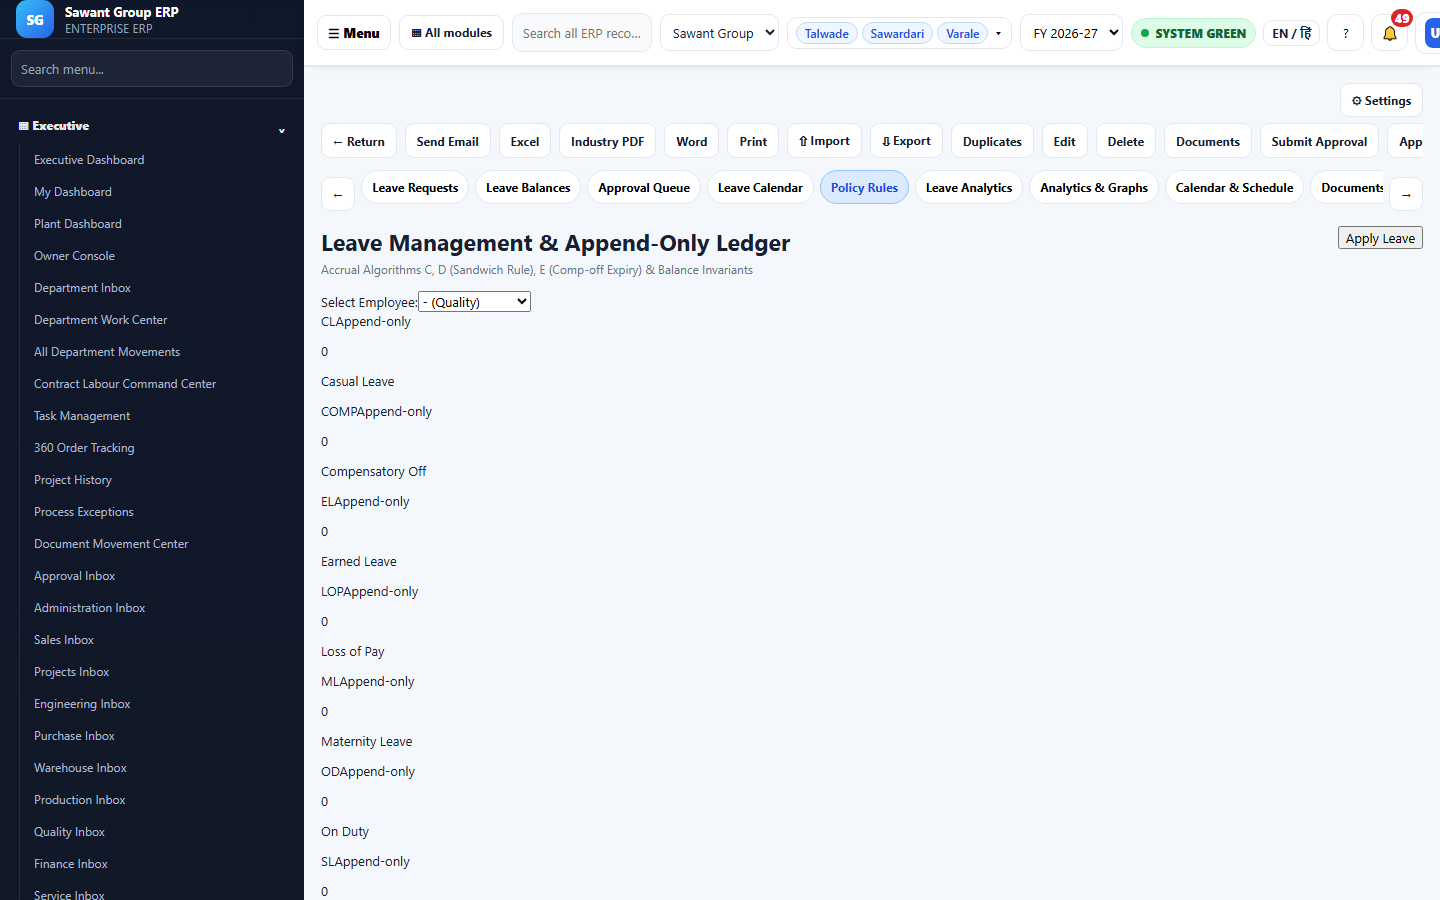 SG
Sawant Group ERP
ENTERPRISE ERP
☰ Menu
▦ All modules
Search all ERP reco...
Sawant Group
Talwade
Sawardari
Varale
FY 2026-27
SYSTEM GREEN
EN / हिं
?
49
U
Search menu...
⚙ Settings
▦ Executive
← Return
Send Email
Excel
Industry PDF
Word
Print
⇧ Import
⇩ Export
Duplicates
Edit
Delete
Documents
Submit Approval
App
←
Leave Requests
Leave Balances
Approval Queue
Leave Calendar
Policy Rules
Leave Analytics
Analytics & Graphs
Calendar & Schedule
Documents
→
Executive Dashboard
My Dashboard
Plant Dashboard
Owner Console
Department Inbox
Department Work Center
All Department Movements
Contract Labour Command Center
Task Management
360 Order Tracking
Project History
Process Exceptions
Document Movement Center
Approval Inbox
Administration Inbox
Sales Inbox
Projects Inbox
Engineering Inbox
Purchase Inbox
Warehouse Inbox
Production Inbox
Quality Inbox
Finance Inbox
Service Inbox
Leave Management & Append-Only Ledger
Apply Leave
Accrual Algorithms C, D (Sandwich Rule), E (Comp-off Expiry) & Balance Invariants
Select Employee: - (Quality)
CLAppend-only
0
Casual Leave
COMPAppend-only
0
Compensatory Off
ELAppend-only
0
Earned Leave
LOPAppend-only
0
Loss of Pay
MLAppend-only
0
Maternity Leave
ODAppend-only
0
On Duty
SLAppend-only
0